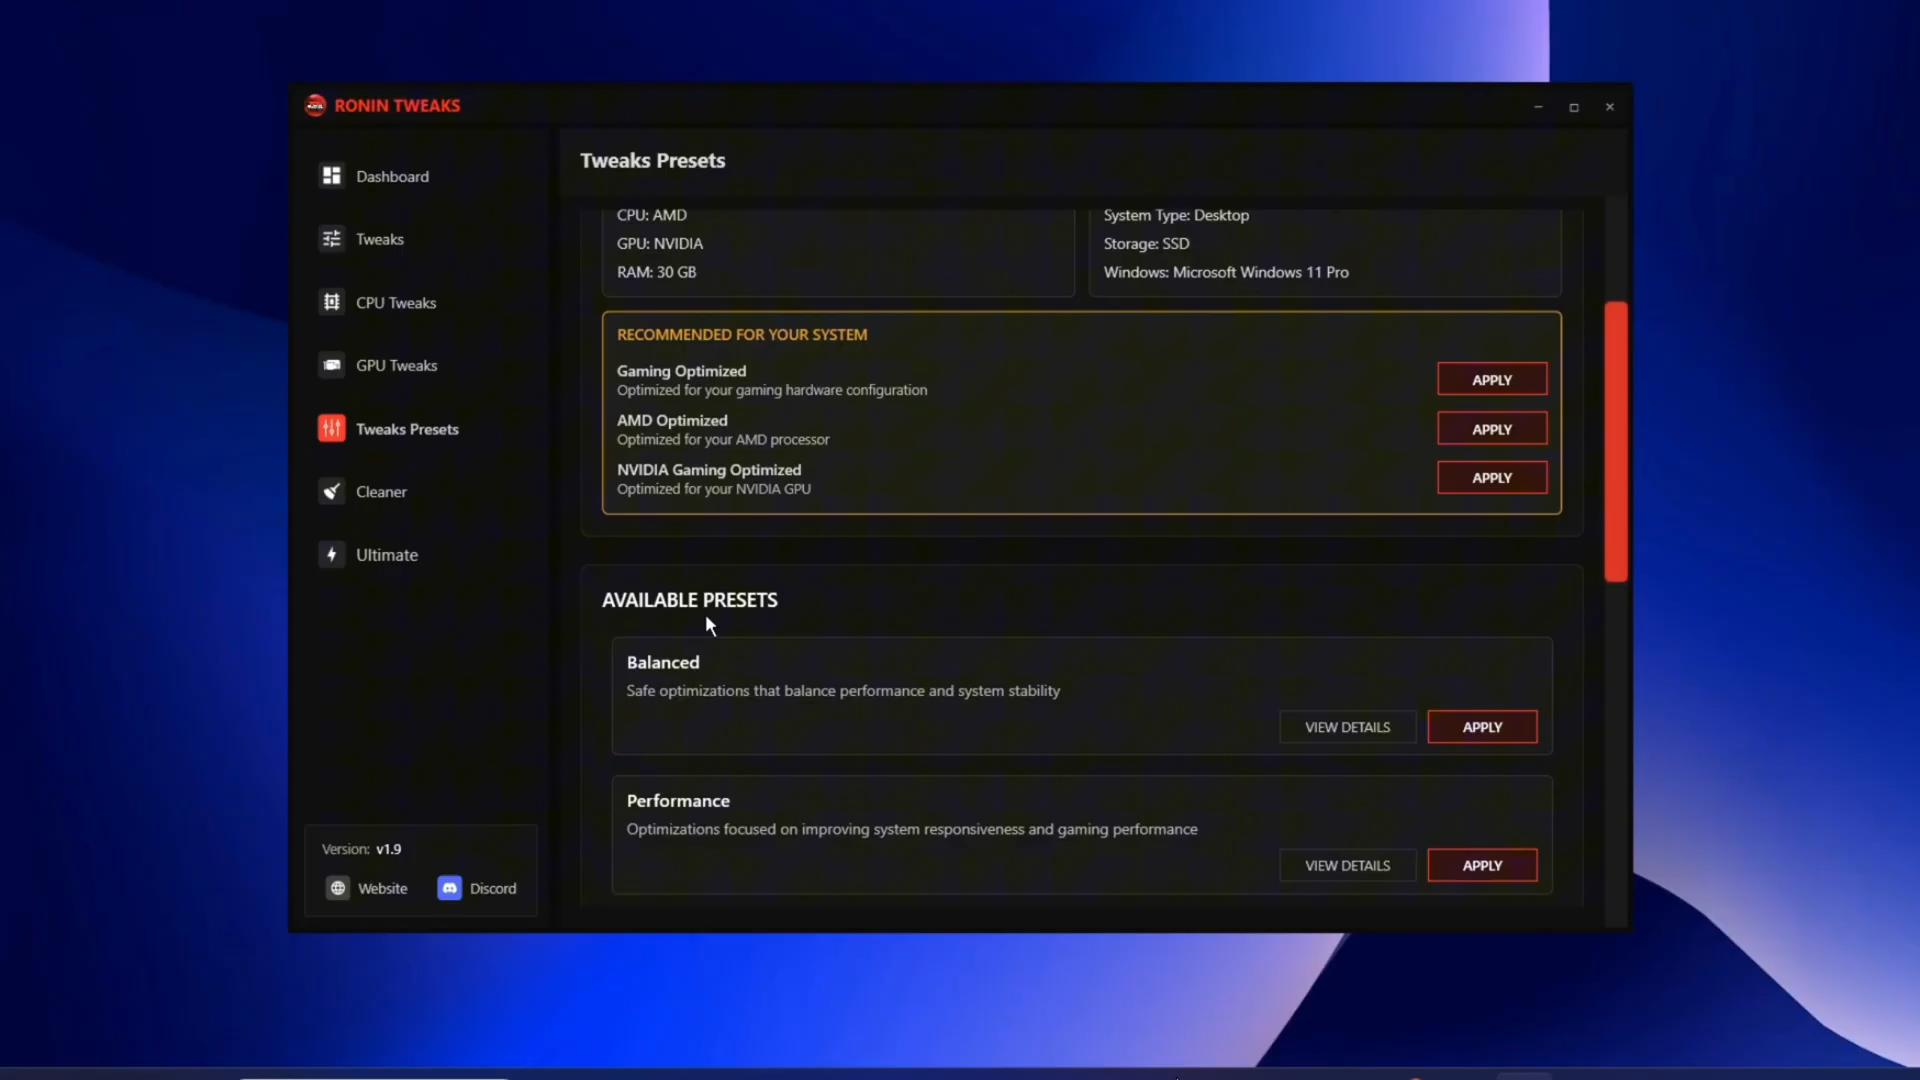 RONIN TWEAKS
Dashboard
Tweaks
CPU Tweaks
GPU Tweaks
Tweaks Presets
Cleaner
Ultimate
Version: v1.9
Website
Discord
Tweaks Presets
CPU: AMD
GPU: NVIDIA
RAM: 30 GB
System Type: Desktop
Storage: SSD
Windows: Microsoft Windows 11 Pro
RECOMMENDED FOR YOUR SYSTEM
Gaming Optimized
Optimized for your gaming hardware configuration
APPLY
AMD Optimized
Optimized for your AMD processor
APPLY
NVIDIA Gaming Optimized
Optimized for your NVIDIA GPU
APPLY
AVAILABLE PRESETS
Balanced
Safe optimizations that balance performance and system stability
VIEW DETAILS
APPLY
Performance
Optimizations focused on improving system responsiveness and gaming performance
VIEW DETAILS
APPLY